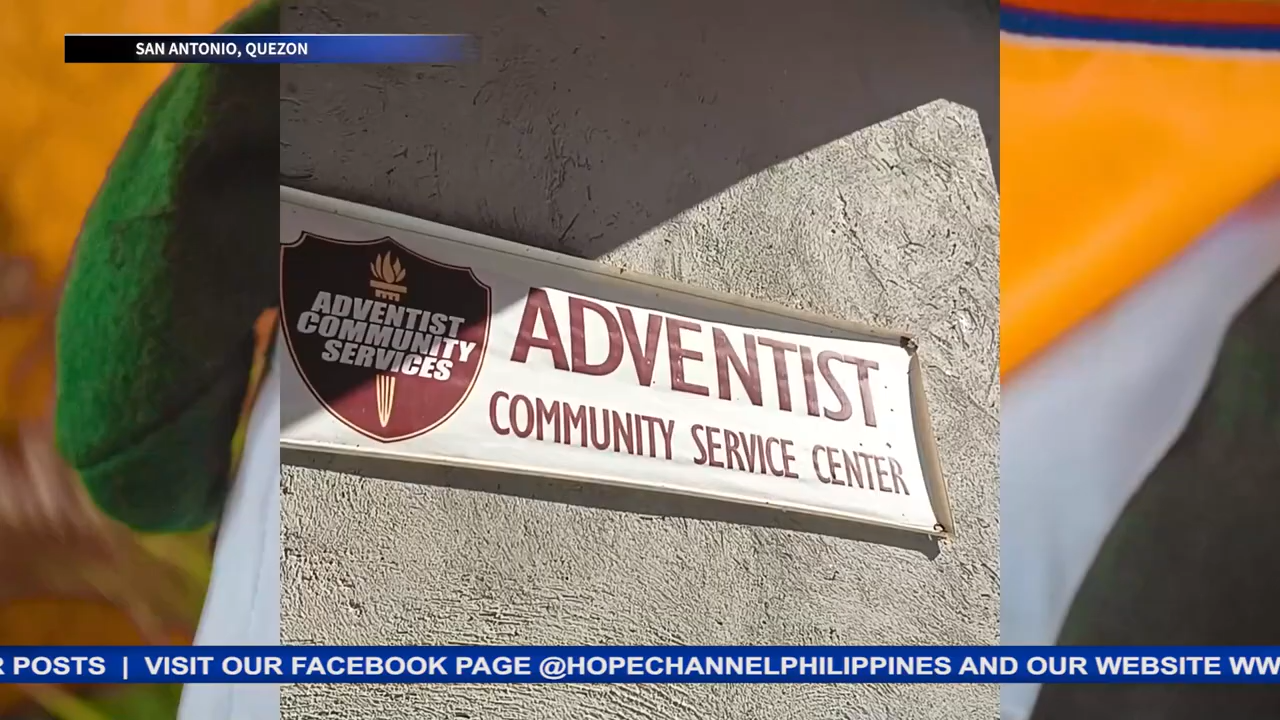 SAN ANTONIO, QUEZON
ADVENTIST
COMMUNITY
SERVICES
ADVENTIST
COMMUNITY SERVICE CENTER
R POSTS | VISIT OUR FACEBOOK PAGE @HOPECHANNELPHILIPPINES AND OUR WEBSITE WW